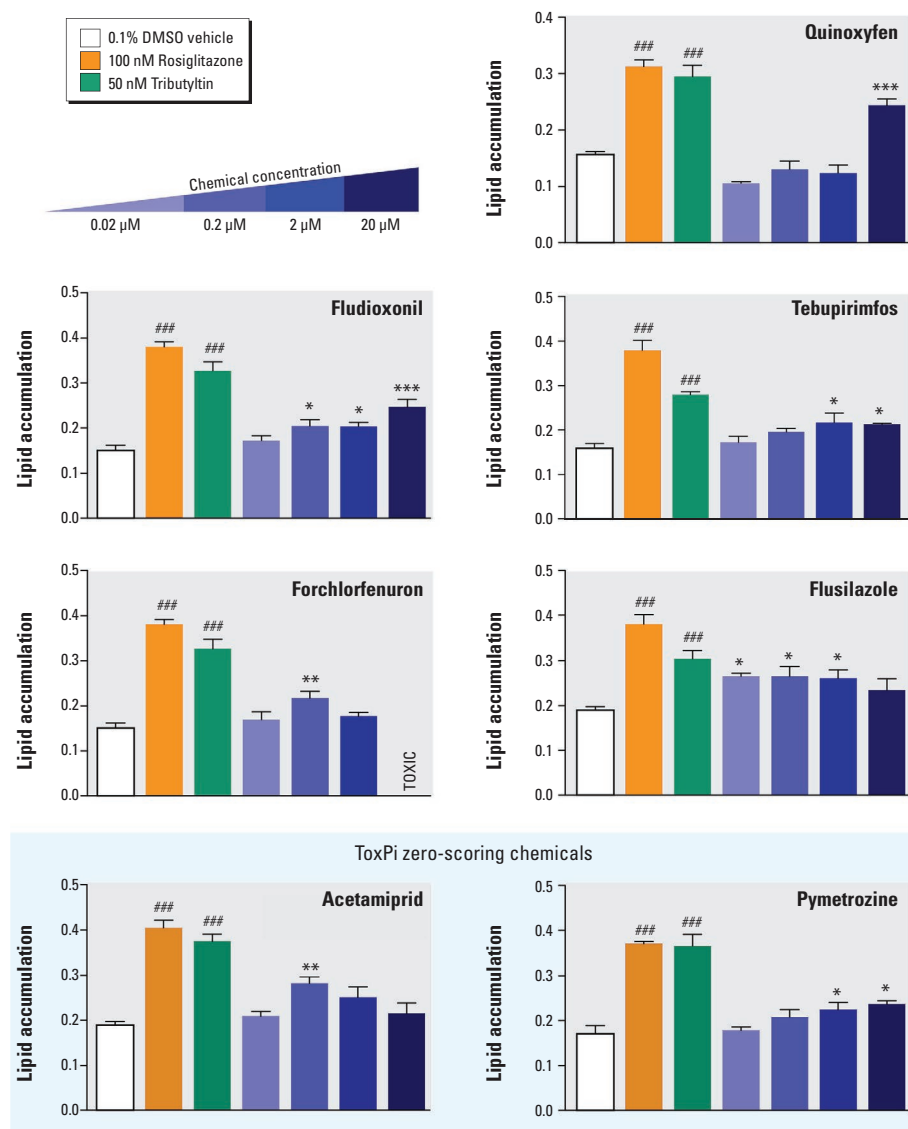 0.1% DMSO vehicle
100 nM Rosiglitazone
50 nM Tributyltin
Chemical concentration
0.02 µM 0.2 µM 2 µM 20 µM
Quinoxyfen
Lipid accumulation
0.4
0.3
0.2
0.1
0.0
### ### ***
Fludioxonil
Lipid accumulation
0.5
0.4
0.3
0.2
0.1
0.0
### ### * * ***
Tebupirimfos
Lipid accumulation
0.5
0.4
0.3
0.2
0.1
0.0
### ### * *
Forchlorfenuron
Lipid accumulation
0.5
0.4
0.3
0.2
0.1
0.0
### ### **
TOXIC
Flusilazole
Lipid accumulation
0.5
0.4
0.3
0.2
0.1
0.0
### ### * * *
ToxPi zero-scoring chemicals
Acetamiprid
Lipid accumulation
0.5
0.4
0.3
0.2
0.1
0.0
### ### **
Pymetrozine
Lipid accumulation
0.5
0.4
0.3
0.2
0.1
0.0
### ### * *